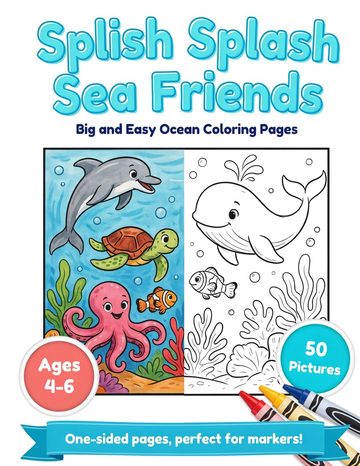 Splish Splash
Sea Friends
Big and Easy Ocean Coloring Pages
Ages
4-6
50
Pictures
One-sided pages, perfect for markers!